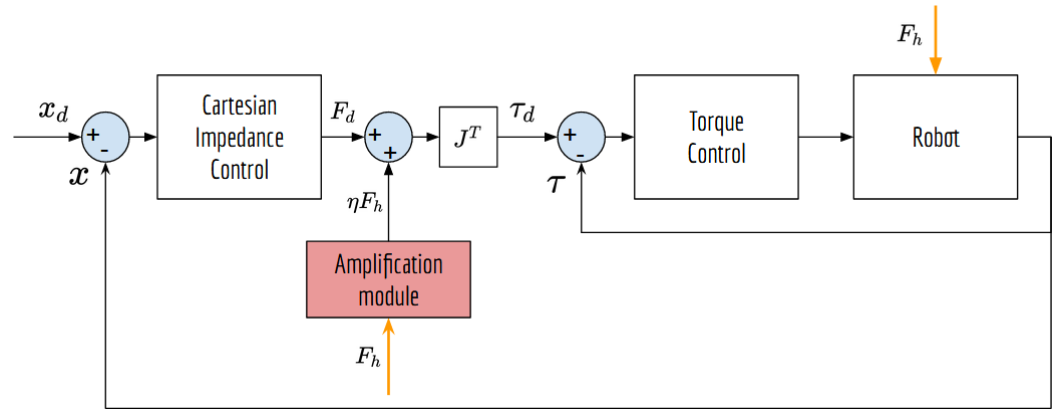 F_h
x_d
+
-
x
Cartesian
Impedance
Control
F_d
+
+
J^T
τ_d
+
-
τ
Torque
Control
Robot
ηF_h
Amplification
module
F_h